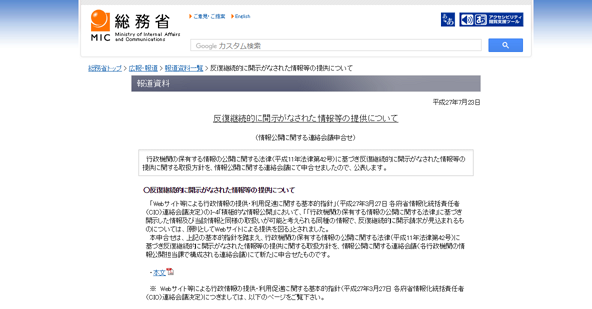 総務省
MIC Ministry of Internal Affairs and Communications
ご意見・ご提案 English
アクセシビリティ 閲覧支援ツール
Google カスタム検索
総務省トップ > 広報・報道 > 報道資料一覧 > 反復継続的に開示がなされた情報等の提供について
報道資料
平成27年7月23日
反復継続的に開示がなされた情報等の提供について
（情報公開に関する連絡会議申合せ）
行政機関の保有する情報の公開に関する法律（平成11年法律第42号）に基づき反復継続的に開示がなされた情報等の提供
に関する取扱方針を、情報公開に関する連絡会議にて申合せましたので、公表します。
○反復継続的に開示がなされた情報等の提供について
「Webサイト等による行政情報の提供・利用促進に関する基本的指針」（平成27年3月27日 各府省情報化統括責任者
（CIO）連絡会議決定）の「積極的な情報公開」において、「「行政機関の保有する情報の公開に関する法律」に基づき
開示した情報及び当該情報と同様の取扱いが可能と考えられる同種の情報で、反復継続的に開示請求が見込まれるも
のについては、原則としてWebサイトによる提供を図る」とされました。
本申合せは、上記の基本的指針を踏まえ、行政機関の保有する情報の公開に関する法律（平成11年法律第42号）に
基づき反復継続的に開示がなされた情報等の提供に関する取扱方針を、情報公開に関する連絡会議（各行政機関の情
報公開担当課で構成される連絡会議）にて新たに申合せたものです。
・本文
※ Webサイト等による行政情報の提供・利用促進に関する基本的指針（平成27年3月27日 各府省情報化統括責任者
（CIO）連絡会議決定）につきましては、以下のページをご覧下さい。